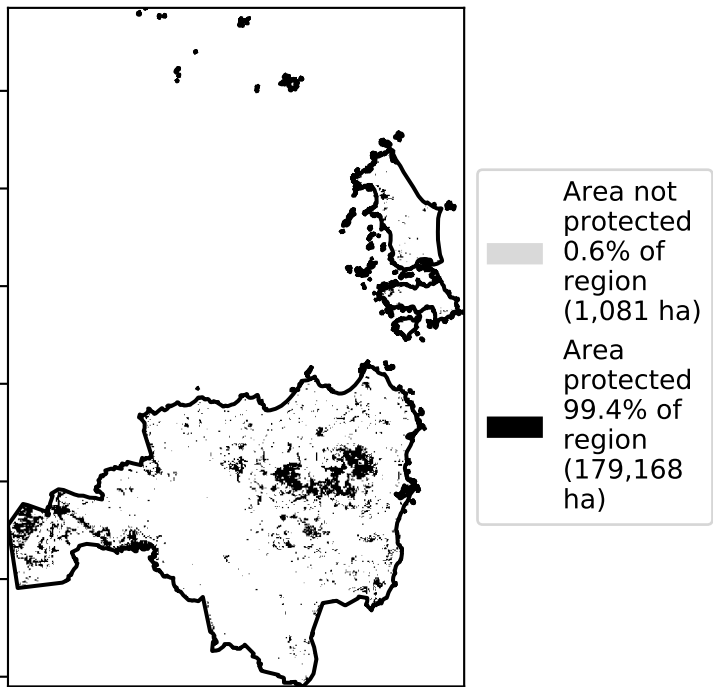 Area not
protected
0.6% of
region
(1,081 ha)
Area
protected
99.4% of
region
(179,168
ha)